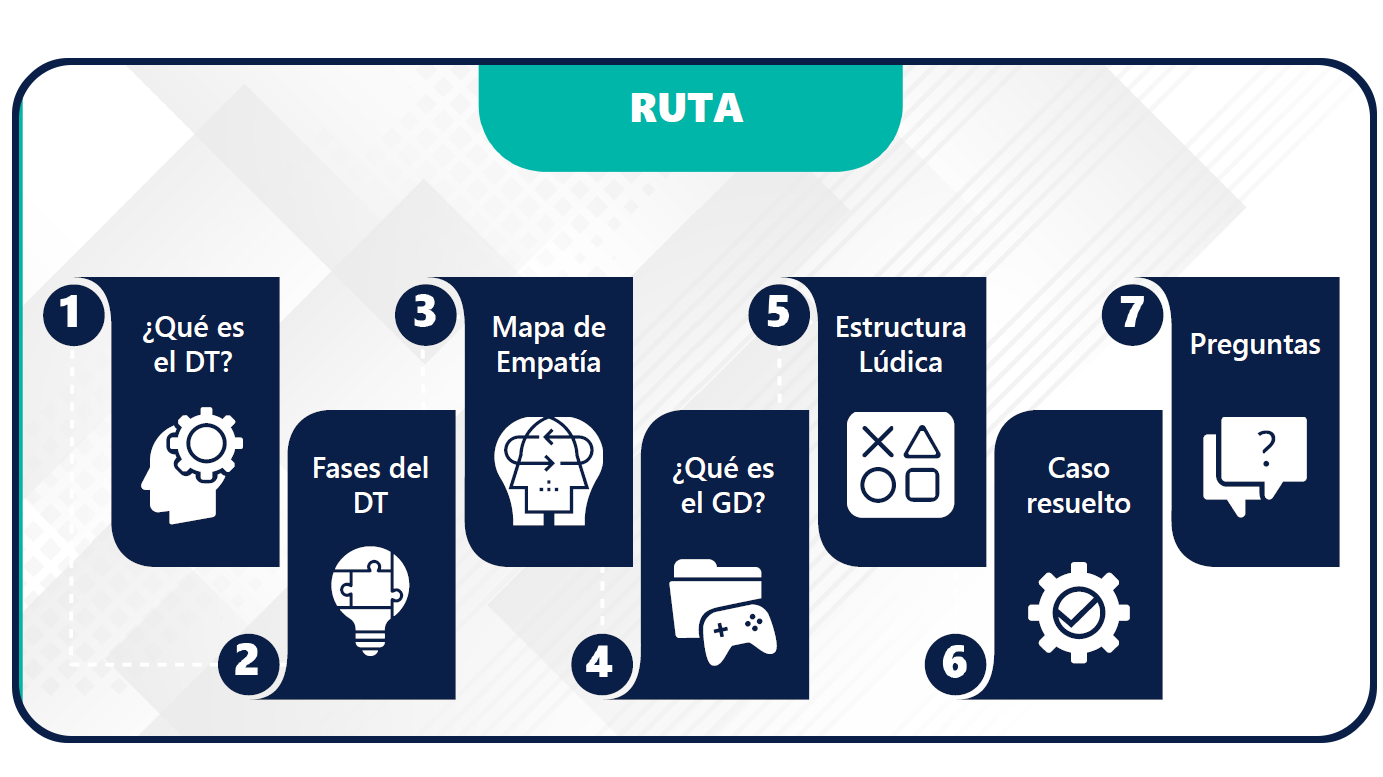 RUTA
1
¿Qué es
el DT?
2
Fases del
DT
3
Mapa de
Empatía
4
¿Qué es
el GD?
5
Estructura
Lúdica
6
Caso
resuelto
7
Preguntas
?